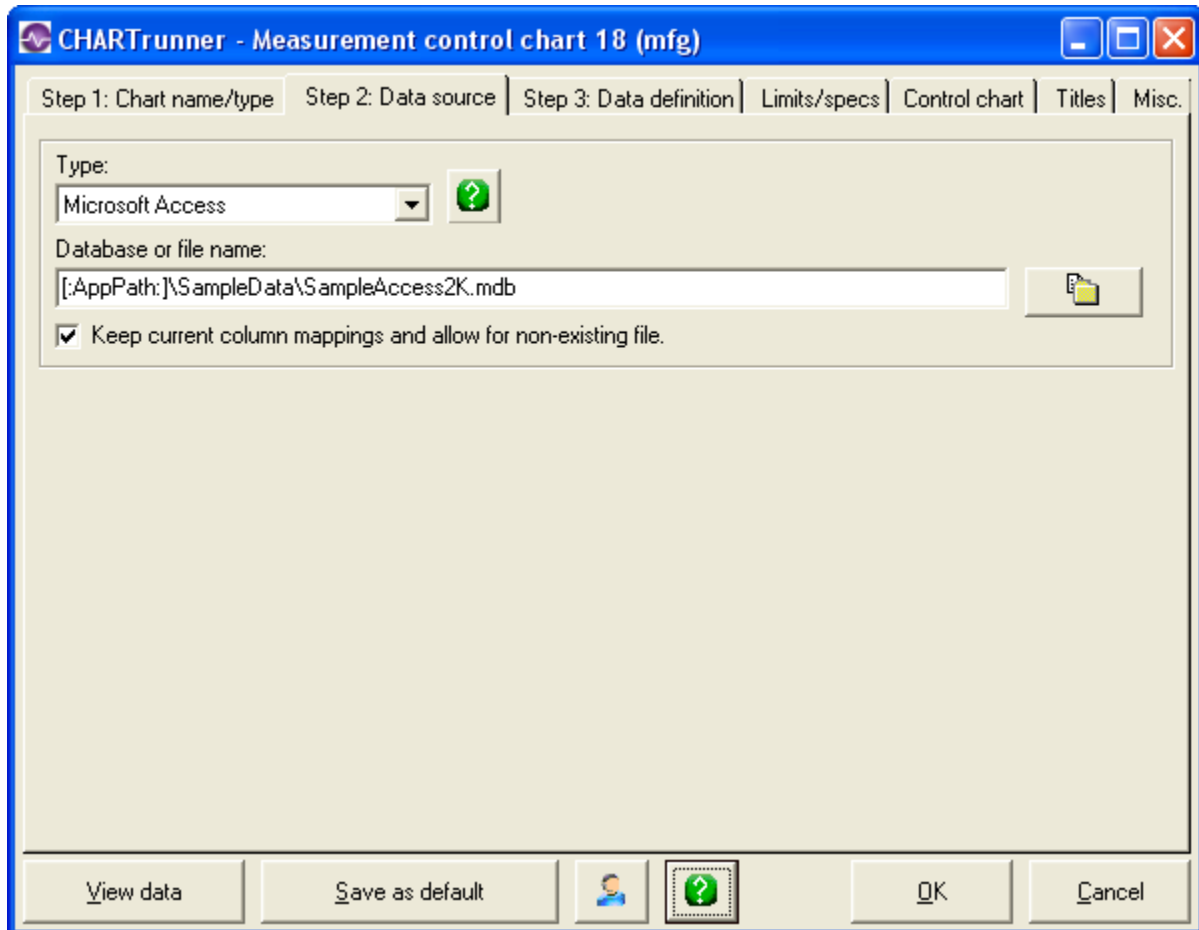 CHARTrunner - Measurement control chart 18 (mfg)
Step 1: Chart name/type Step 2: Data source Step 3: Data definition Limits/specs Control chart Titles Misc.
Type:
Microsoft Access
Database or file name:
[:AppPath:]\SampleData\SampleAccess2K.mdb
Keep current column mappings and allow for non-existing file.
View data Save as default OK Cancel